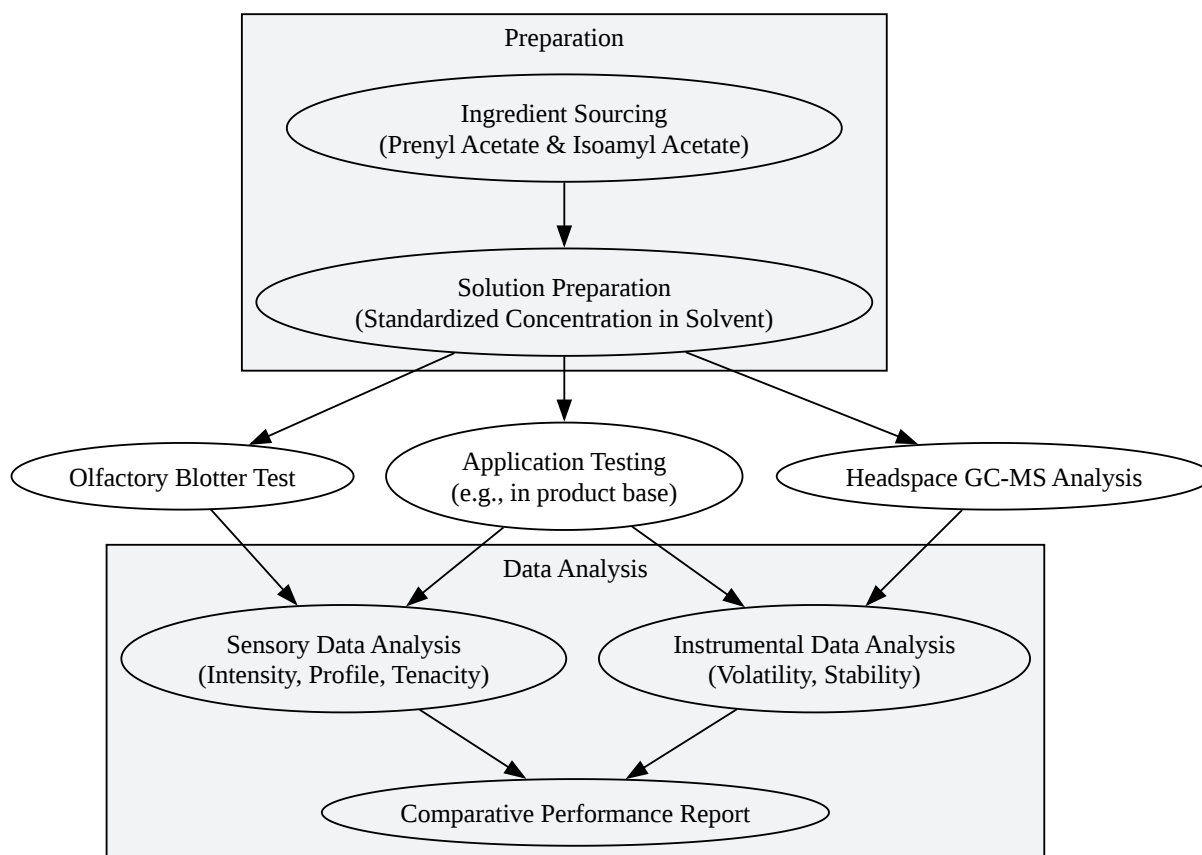 Preparation
Ingredient Sourcing
(Prenyl Acetate & Isoamyl Acetate)
Solution Preparation
(Standardized Concentration in Solvent)
Olfactory Blotter Test
Application Testing
(e.g., in product base)
Headspace GC-MS Analysis
Data Analysis
Sensory Data Analysis
(Intensity, Profile, Tenacity)
Instrumental Data Analysis
(Volatility, Stability)
Comparative Performance Report